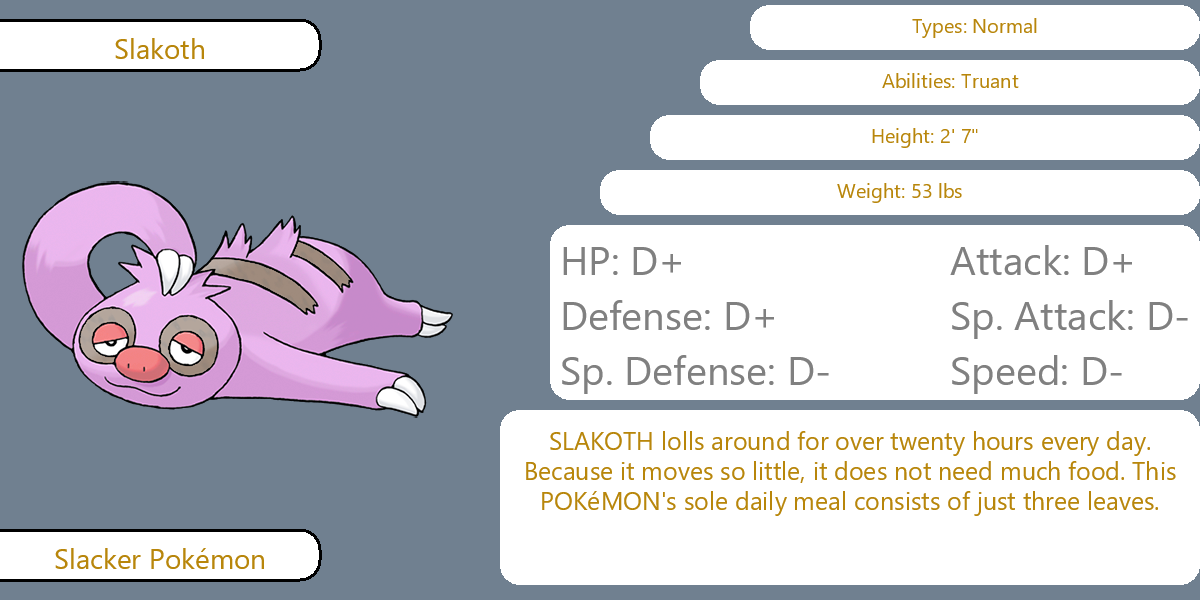 Slakoth
Types: Normal
Abilities: Truant
Height: 2' 7"
Weight: 53 lbs
HP: D+
Attack: D+
Defense: D+
Sp. Attack: D-
Sp. Defense: D-
Speed: D-
SLAKOTH lolls around for over twenty hours every day.
Because it moves so little, it does not need much food. This
POKéMON's sole daily meal consists of just three leaves.
Slacker Pokémon